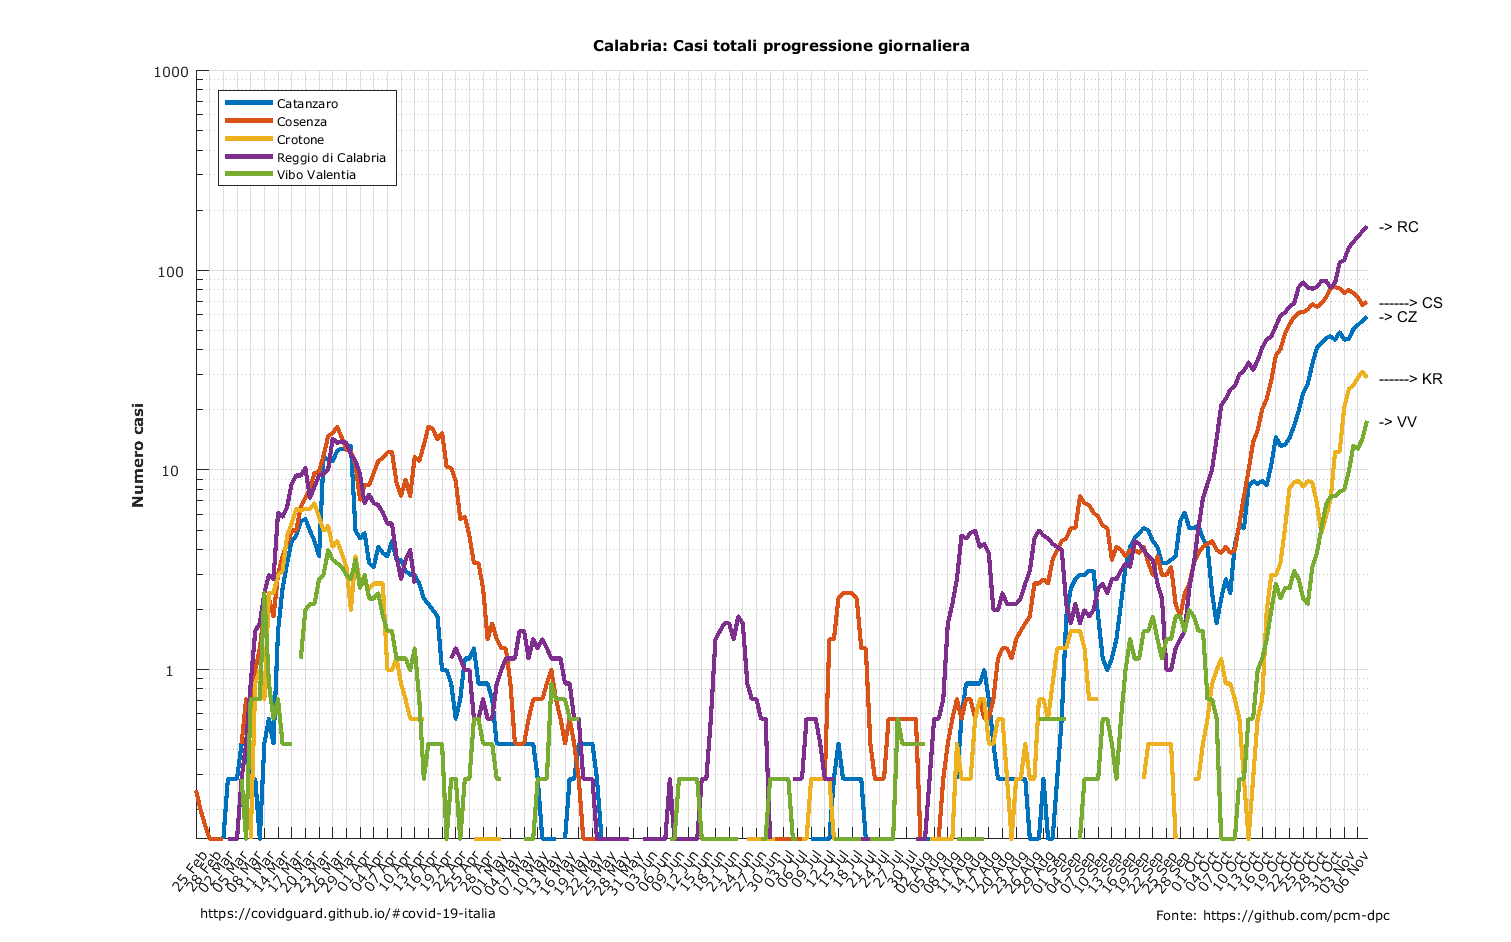 Calabria: Casi totali progressione giornaliera
1000
100
10
1
Numero casi
Catanzaro
Cosenza
Crotone
Reggio di Calabria
Vibo Valentia
-> RC
------> CS
-> CZ
------> KR
-> VV
25 Feb
28 Feb
02 Mar
05 Mar
08 Mar
11 Mar
14 Mar
17 Mar
20 Mar
23 Mar
26 Mar
29 Mar
01 Apr
04 Apr
07 Apr
10 Apr
13 Apr
16 Apr
19 Apr
22 Apr
25 Apr
28 Apr
01 May
04 May
07 May
10 May
13 May
16 May
19 May
22 May
25 May
28 May
31 May
03 Jun
06 Jun
09 Jun
12 Jun
15 Jun
18 Jun
21 Jun
24 Jun
27 Jun
30 Jun
03 Jul
06 Jul
09 Jul
12 Jul
15 Jul
18 Jul
21 Jul
24 Jul
27 Jul
30 Jul
02 Aug
05 Aug
08 Aug
11 Aug
14 Aug
17 Aug
20 Aug
23 Aug
26 Aug
29 Aug
01 Sep
04 Sep
07 Sep
10 Sep
13 Sep
16 Sep
19 Sep
22 Sep
25 Sep
28 Sep
01 Oct
04 Oct
07 Oct
10 Oct
13 Oct
16 Oct
19 Oct
22 Oct
25 Oct
28 Oct
31 Oct
03 Nov
06 Nov
https://covidguard.github.io/#covid-19-italia
Fonte: https://github.com/pcm-dpc